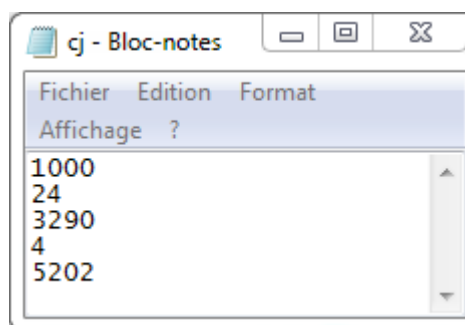 cj - Bloc-notes
Fichier Edition Format
Affichage ?
1000
24
3290
4
5202